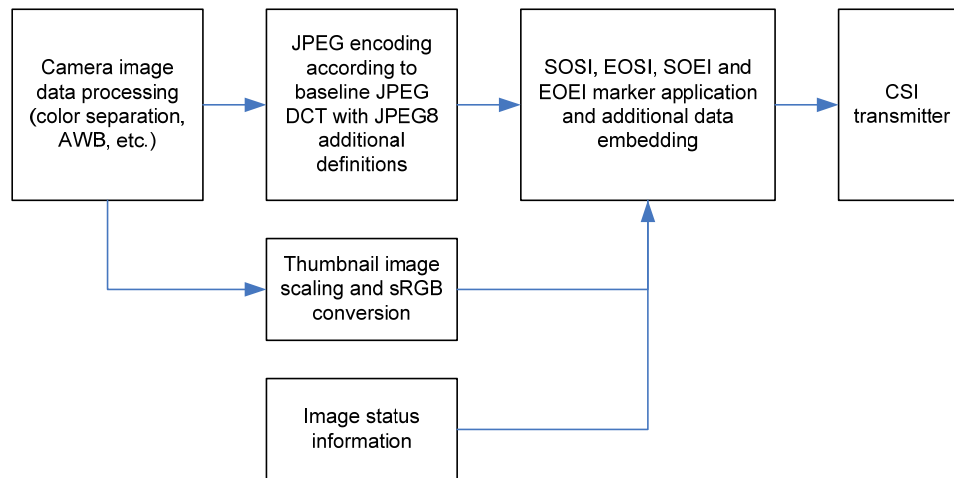 Camera image
data processing
(color separation,
AWB, etc.)
JPEG encoding
according to
baseline JPEG
DCT with JPEG8
additional
definitions
SOSI, EOSI, SOEI and
EOEI marker application
and additional data
embedding
CSI
transmitter
Thumbnail image
scaling and sRGB
conversion
Image status
information